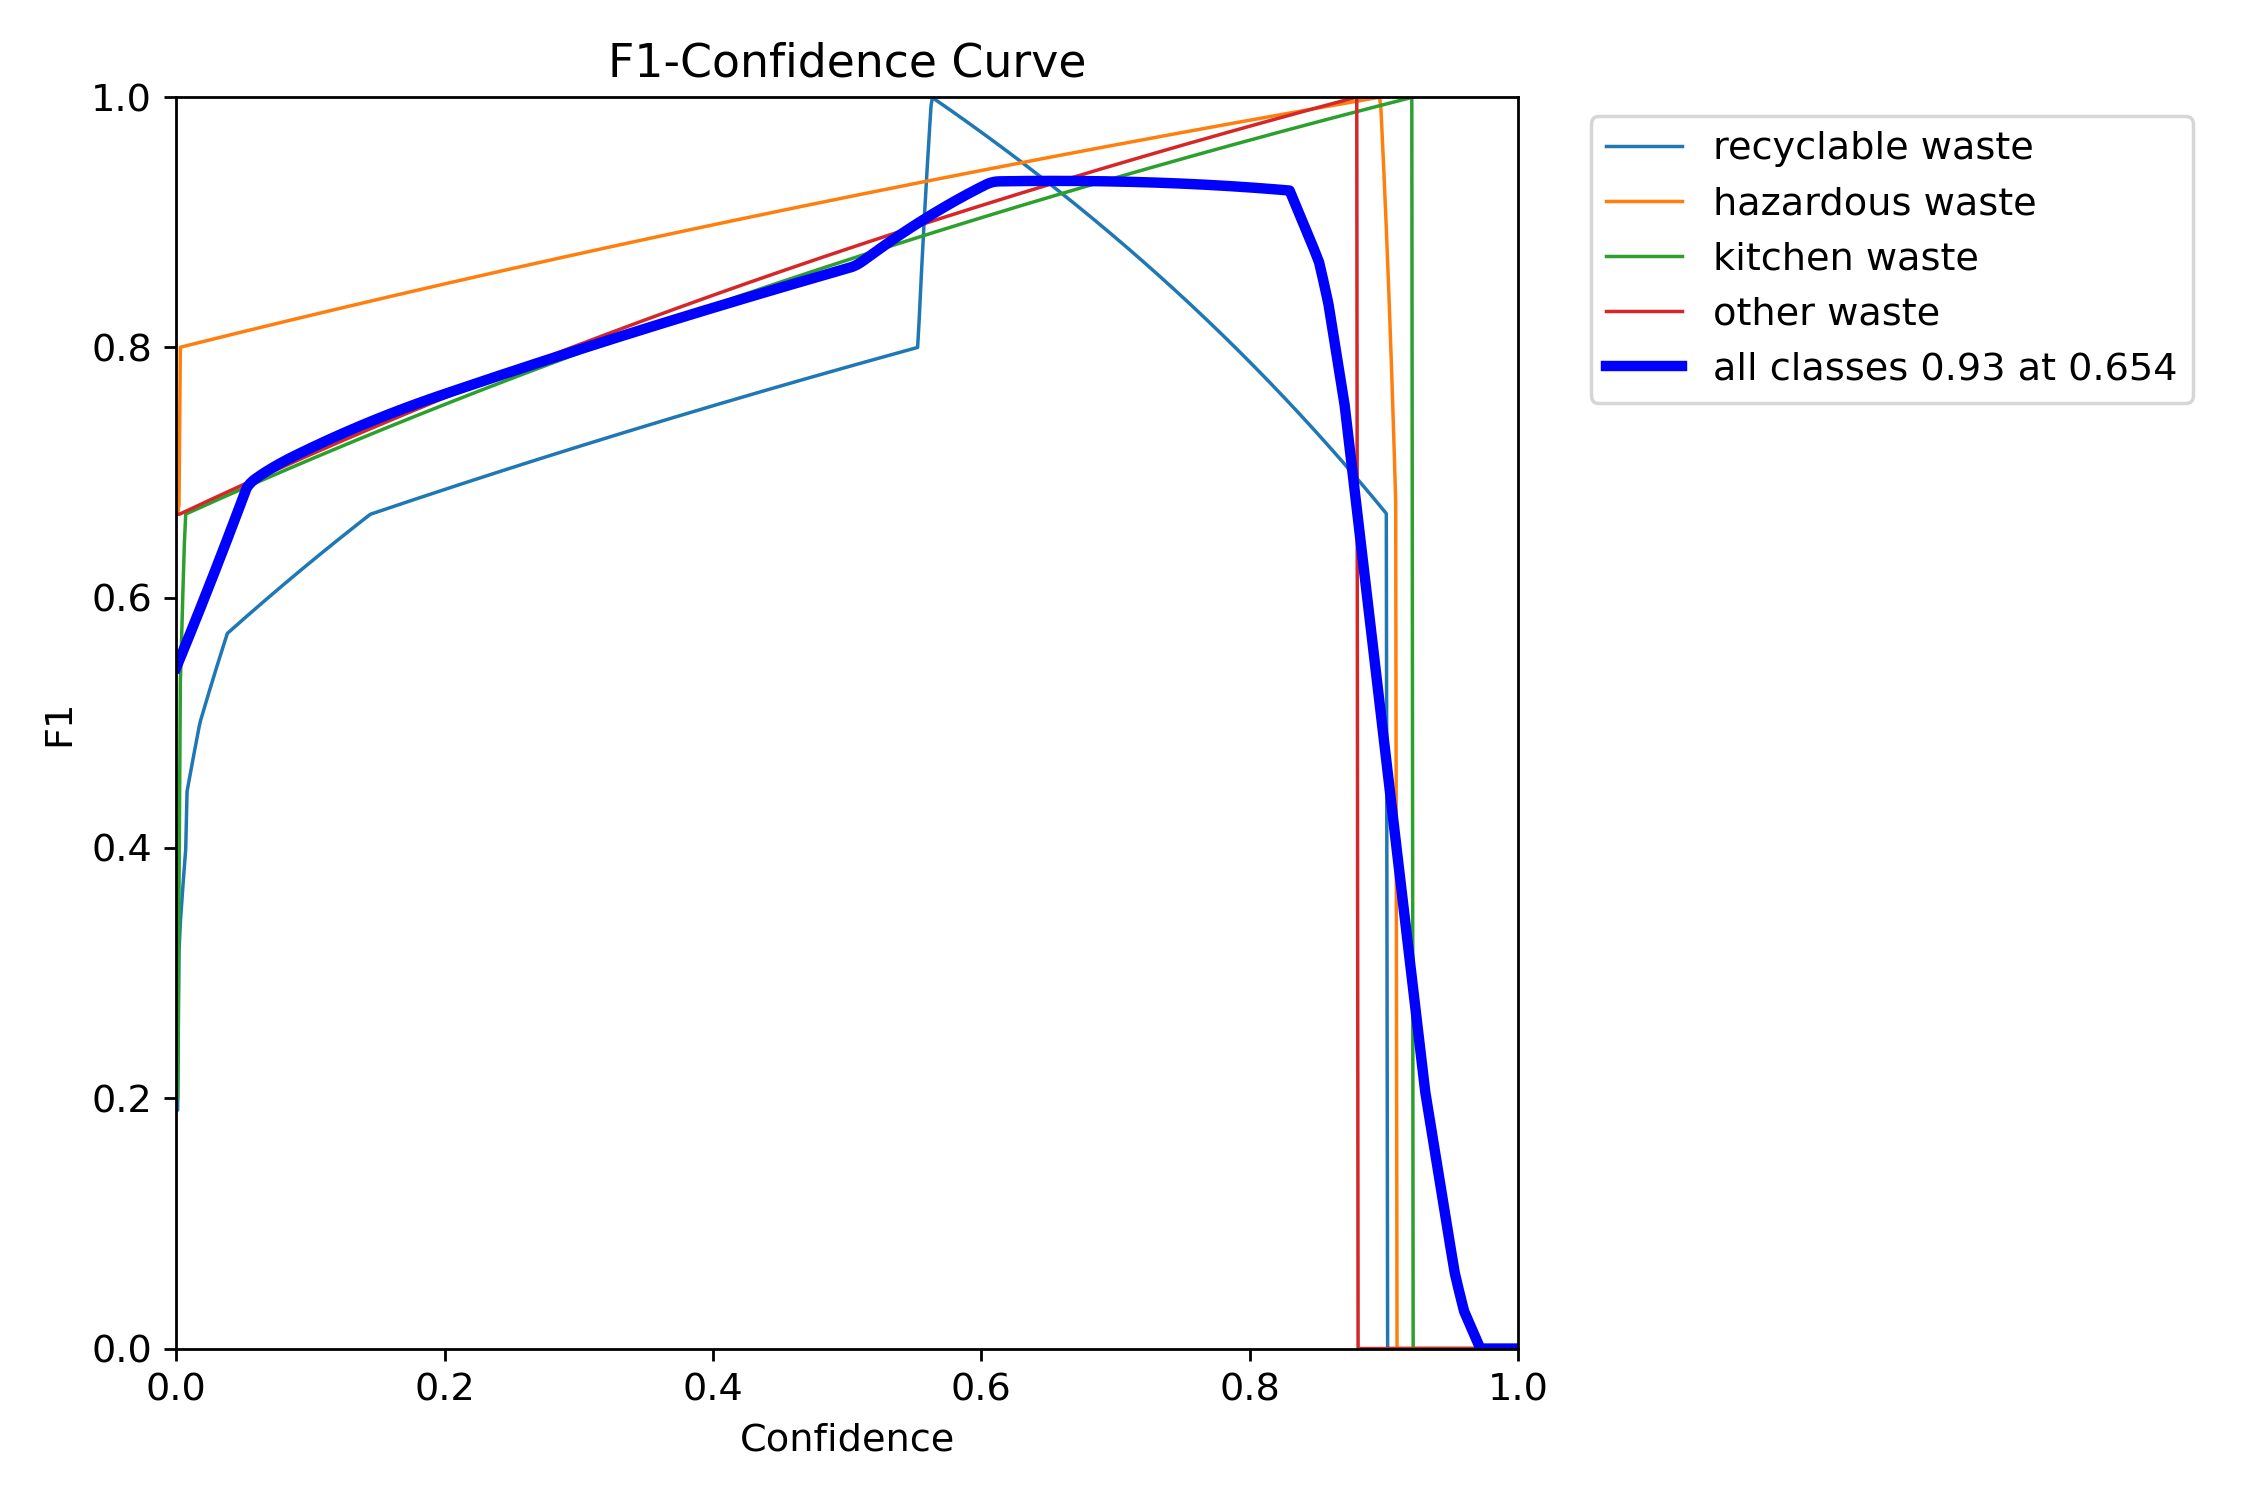 F1-Confidence Curve
1.0
0.8
0.6
0.4
0.2
0.0
F1
0.0 0.2 0.4 0.6 0.8 1.0
Confidence
recyclable waste
hazardous waste
kitchen waste
other waste
all classes 0.93 at 0.654